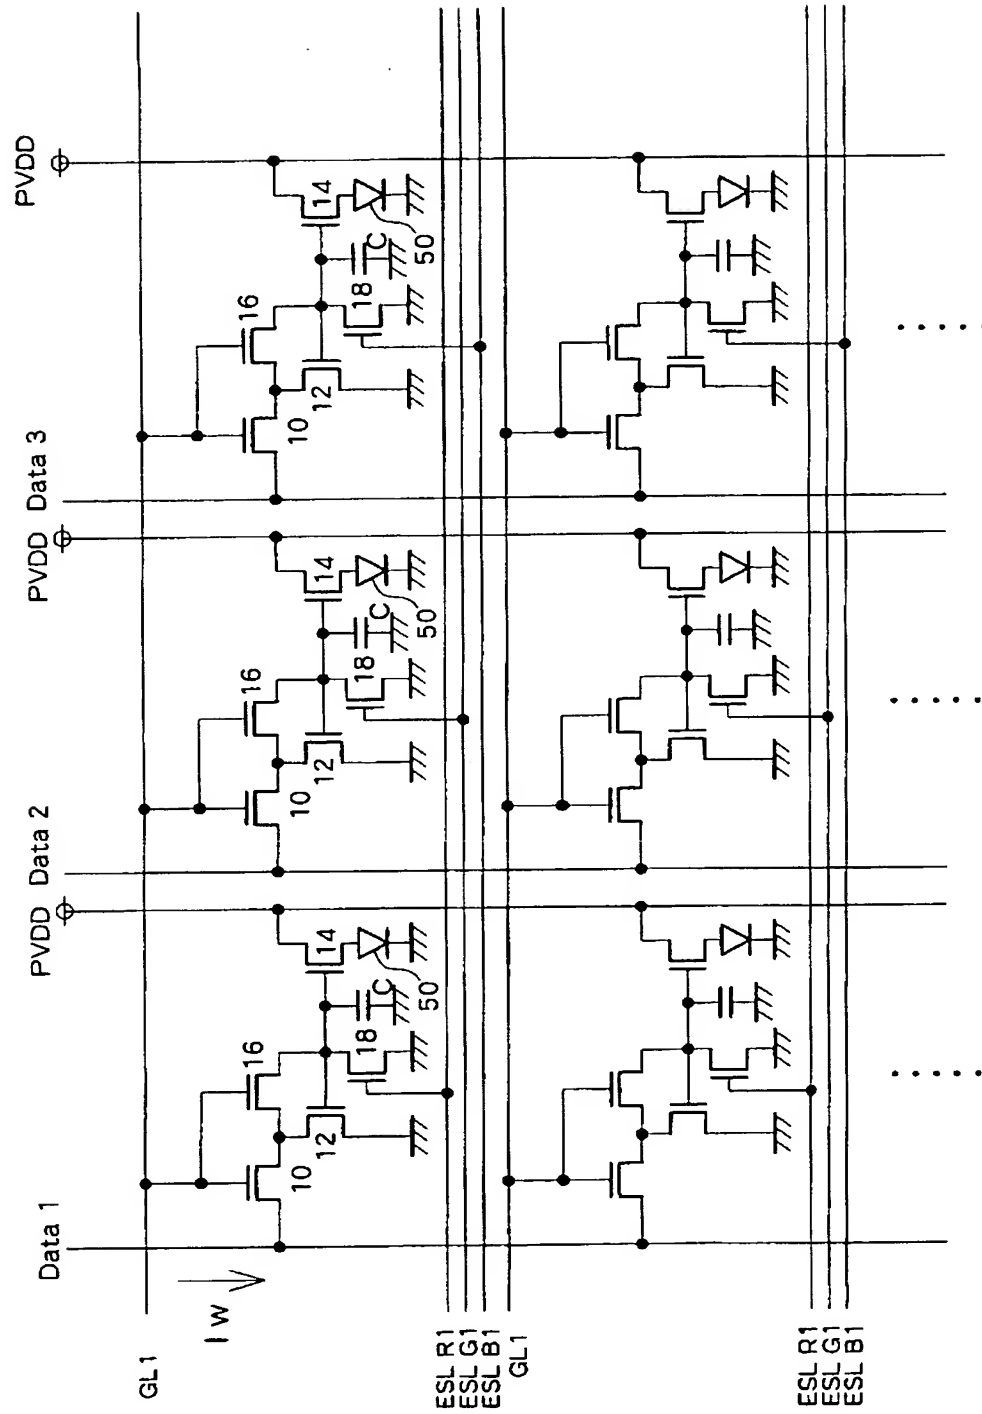 PVDD
PVDD
PVDD
Data 1
Data 2
Data 3
GL1
I W
10
16
12
18
C
14
50
10
16
12
18
C
14
50
10
16
12
18
C
14
50
ESL R1
ESL G1
ESL B1
GL1
ESL R1
ESL G1
ESL B1